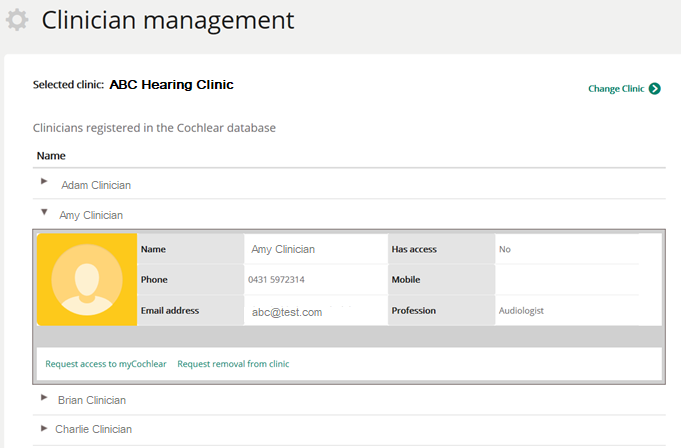 Clinician management
Selected clinic: ABC Hearing Clinic
Change Clinic
Clinicians registered in the Cochlear database
Name
Adam Clinician
Amy Clinician
Name Amy Clinician Has access No
Phone 0431 5972314 Mobile
Email address abc@test.com Profession Audiologist
Request access to myCochlear Request removal from clinic
Brian Clinician
Charlie Clinician